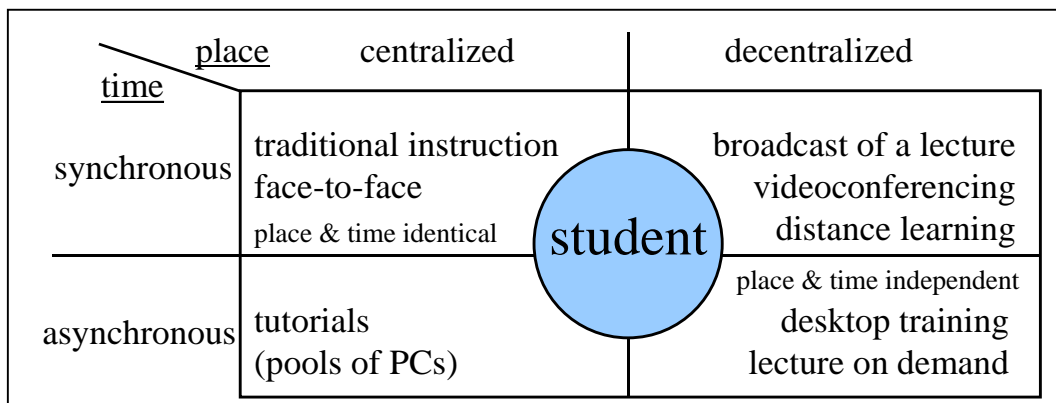 place centralized decentralized
time
synchronous
traditional instruction
face-to-face
place & time identical
broadcast of a lecture
videoconferencing
distance learning
student
asynchronous
tutorials
(pools of PCs)
place & time independent
desktop training
lecture on demand